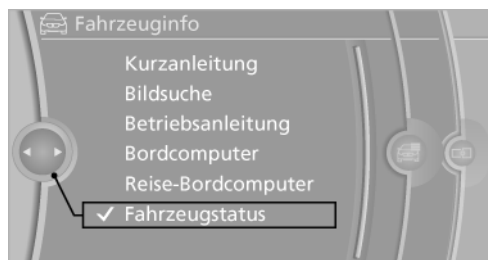 Fahrzeuginfo
Kurzanleitung
Bildsuche
Betriebsanleitung
Bordcomputer
Reise-Bordcomputer
Fahrzeugstatus